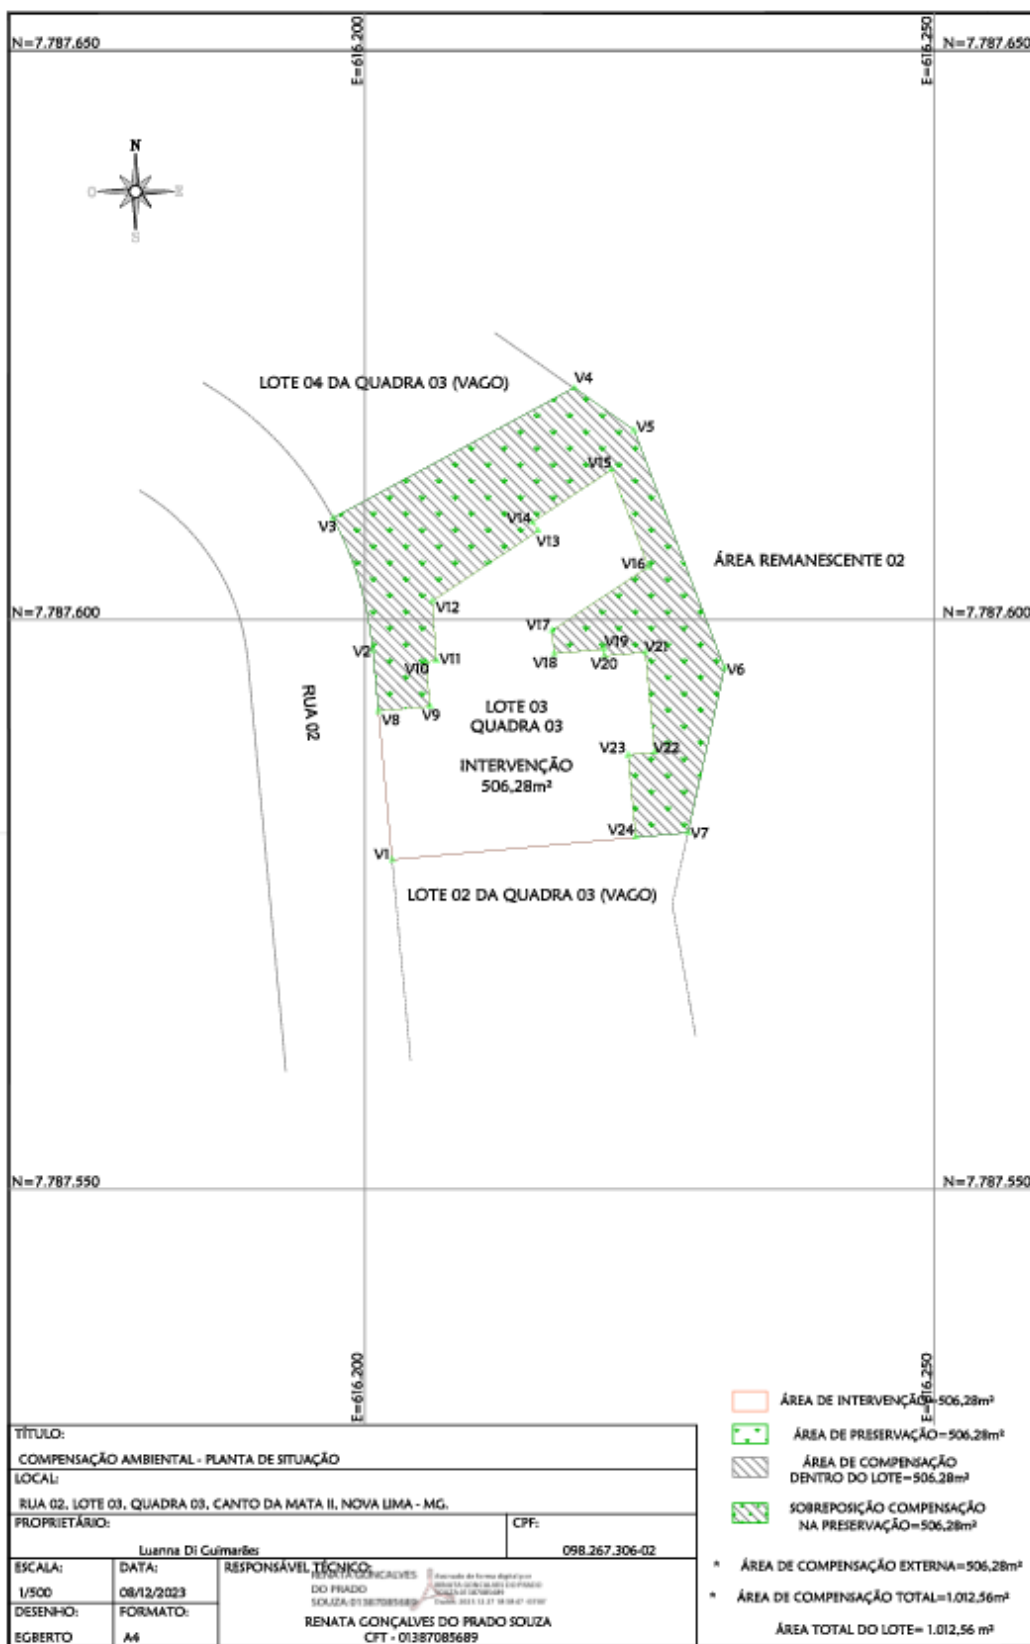 E=616.200
E=616.250
N=7.787.650
N=7.787.650
N
O
E
S
LOTE 04 DA QUADRA 03 (VAGO)
V4
V5
V15
V3
V14
V13
ÁREA REMANESCENTE 02
V16
N=7.787.600
N=7.787.600
V12
V17
V2
V19
V21
V10
V11
V18
V20
V6
RUA 02
LOTE 03
QUADRA 03
V8
V9
V23
V22
INTERVENÇÃO
506,28m²
V24
V7
V1
LOTE 02 DA QUADRA 03 (VAGO)
N=7.787.550
N=7.787.550
E=616.200
E=616.250
ÁREA DE INTERVENÇÃO=506,28m²
ÁREA DE PRESERVAÇÃO=506,28m²
ÁREA DE COMPENSAÇÃO
DENTRO DO LOTE=506,28m²
SOBREPOSIÇÃO COMPENSAÇÃO
NA PRESERVAÇÃO=506,28m²
* ÁREA DE COMPENSAÇÃO EXTERNA=506,28m²
* ÁREA DE COMPENSAÇÃO TOTAL=1.012,56m²
ÁREA TOTAL DO LOTE= 1.012,56 m²
TÍTULO:
COMPENSAÇÃO AMBIENTAL - PLANTA DE SITUAÇÃO
LOCAL:
RUA 02, LOTE 03, QUADRA 03, CANTO DA MATA II, NOVA LIMA - MG.
PROPRIETÁRIO:
CPF:
Luanna Di Guimarães
098.267.306-02
ESCALA:
DATA:
RESPONSÁVEL TÉCNICO:
1/500
08/12/2023
RENATA GONCALVES
DO PRADO
SOUZA:01387085689
DESENHO:
FORMATO:
RENATA GONÇALVES DO PRADO SOUZA
EGBERTO
A4
CFT - 01387085689